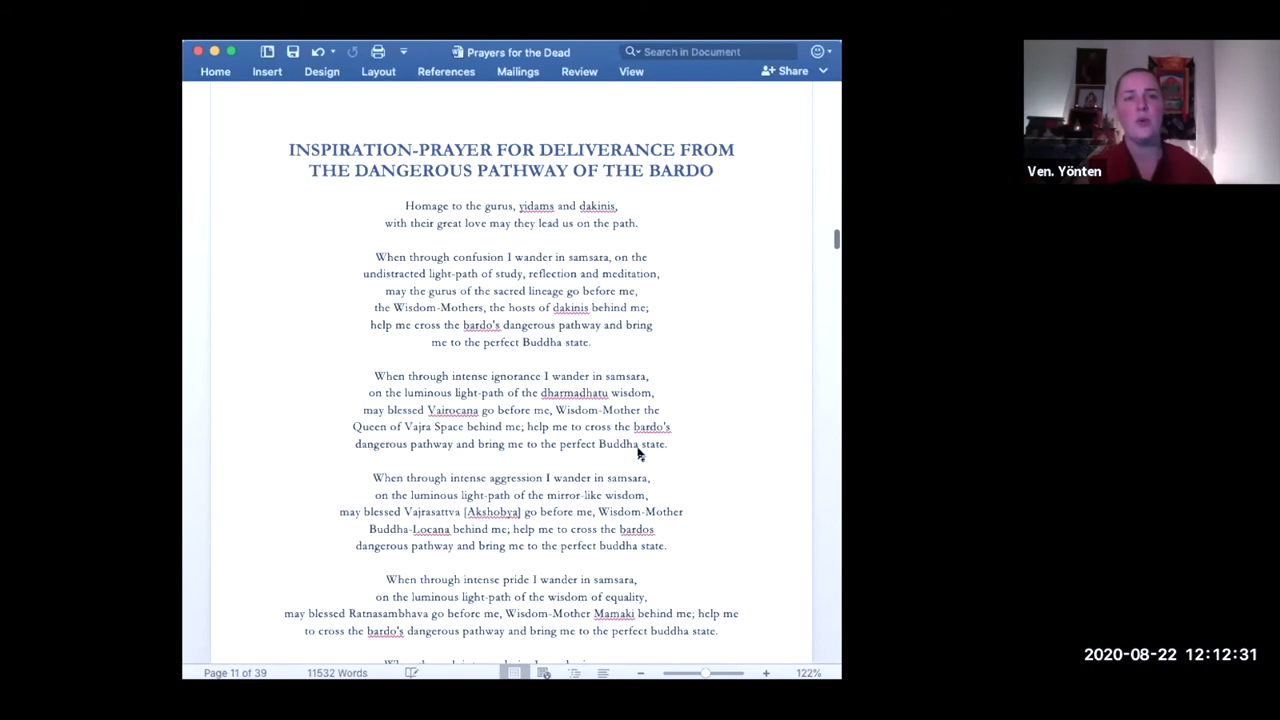 Prayers for the Dead
Search in Document
Home Insert Design Layout References Mailings Review View Share
INSPIRATION-PRAYER FOR DELIVERANCE FROM
THE DANGEROUS PATHWAY OF THE BARDO
Homage to the gurus, yidams and dakinis,
with their great love may they lead us on the path.
When through confusion I wander in samsara, on the
undistracted light-path of study, reflection and meditation,
may the gurus of the sacred lineage go before me,
the Wisdom-Mothers, the hosts of dakinis behind me;
help me cross the bardo's dangerous pathway and bring
me to the perfect Buddha state.
When through intense ignorance I wander in samsara,
on the luminous light-path of the dharmadhatu wisdom,
may blessed Vairocana go before me, Wisdom-Mother the
Queen of Vajra Space behind me; help me to cross the bardo's
dangerous pathway and bring me to the perfect Buddha state.
When through intense aggression I wander in samsara,
on the luminous light-path of the mirror-like wisdom,
may blessed Vajrasattva [Akshobya] go before me, Wisdom-Mother
Buddha-Locana behind me; help me to cross the bardos
dangerous pathway and bring me to the perfect buddha state.
When through intense pride I wander in samsara,
on the luminous light-path of the wisdom of equality,
may blessed Ratnasambhava go before me, Wisdom-Mother Mamaki behind me; help me
to cross the bardo's dangerous pathway and bring me to the perfect buddha state.
Page 11 of 39 11532 Words 122%
Ven. Yönten
2020-08-22 12:12:31